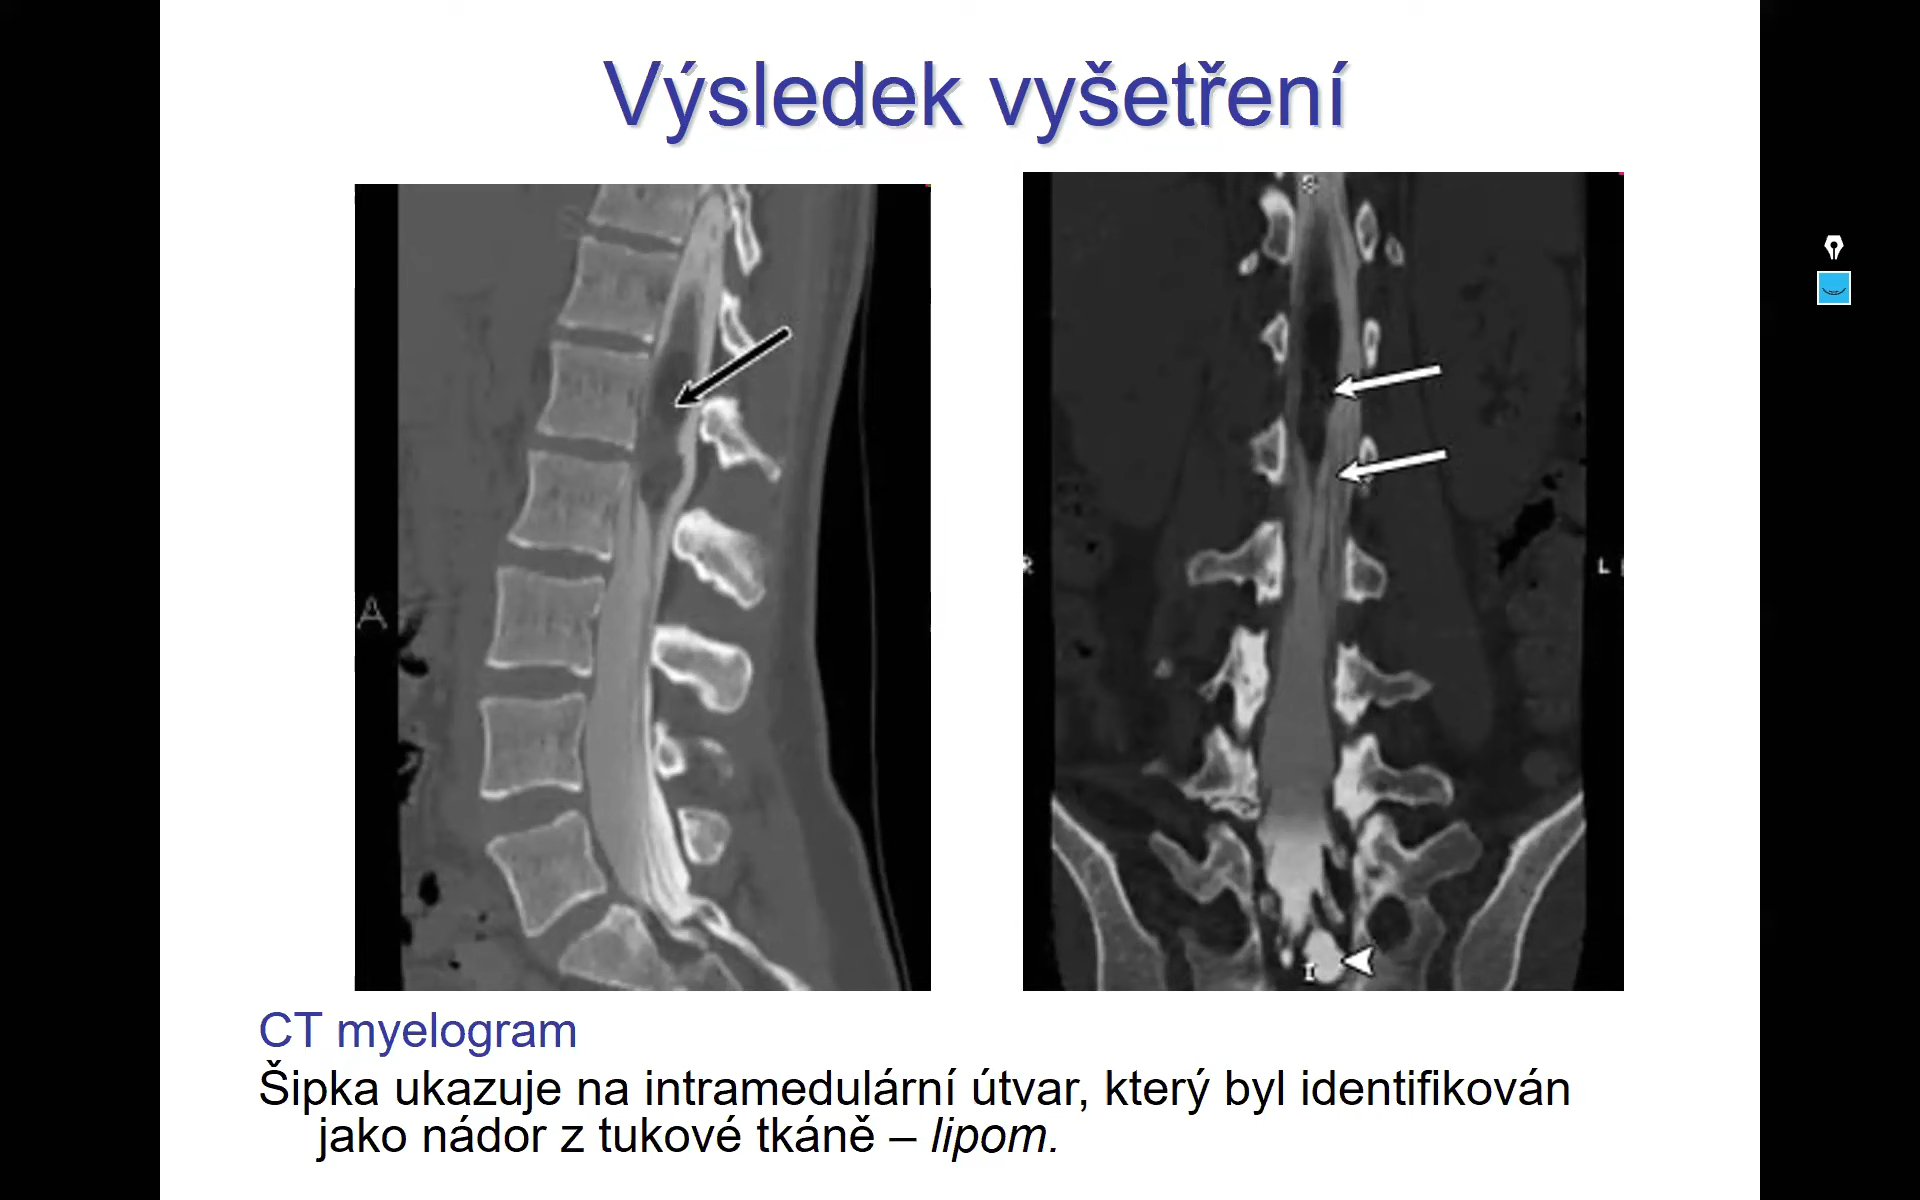 Výsledek vyšetření
S
A
R
L
I
CT myelogram
Šipka ukazuje na intramedulární útvar, který byl identifikován
jako nádor z tukové tkáně – lipom.